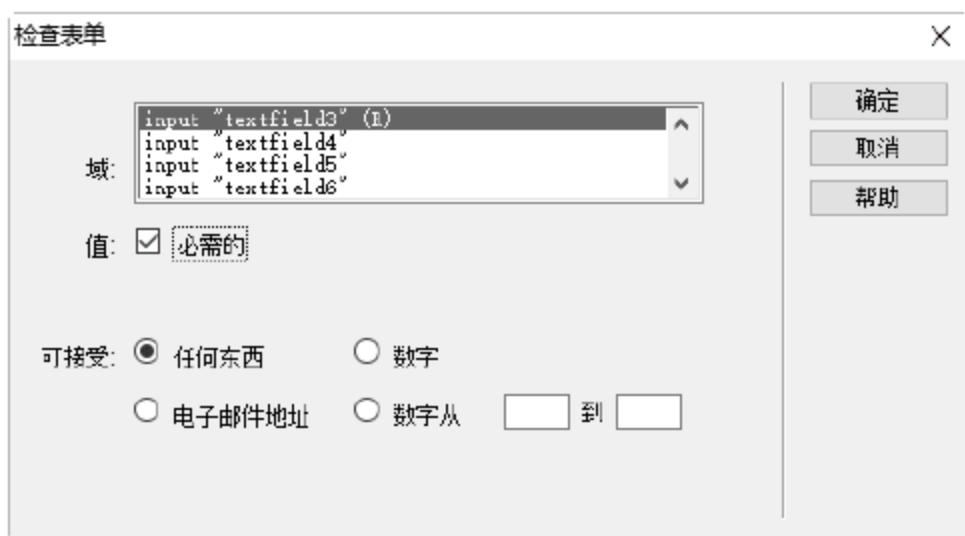 检查表单
域:
input "textfield3" (R)
input "textfield4"
input "textfield5"
input "textfield6"
确定
取消
帮助
值: 必需的
可接受: 任何东西 数字
电子邮件地址 数字从 到